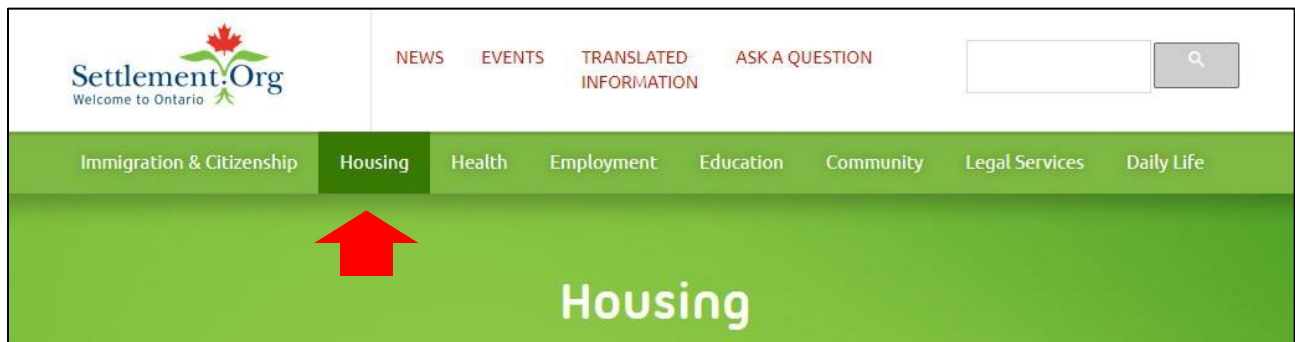 Settlement.Org
Welcome to Ontario
NEWS EVENTS TRANSLATED INFORMATION ASK A QUESTION
Immigration & Citizenship Housing Health Employment Education Community Legal Services Daily Life
Housing